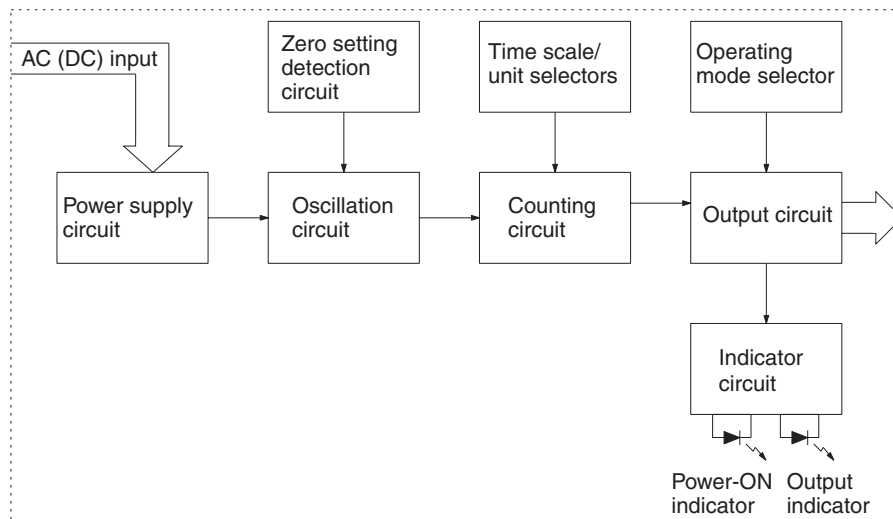 AC (DC) input
Zero setting
detection
circuit
Time scale/
unit selectors
Operating
mode selector
Power supply
circuit
Oscillation
circuit
Counting
circuit
Output circuit
Indicator
circuit
Power-ON
indicator
Output
indicator